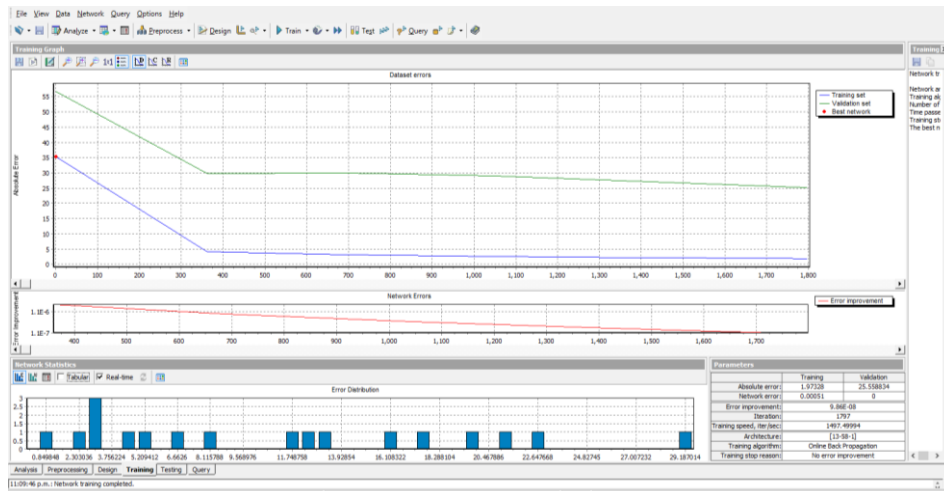 File View Data Network Query Options Help
Analyze Preprocess Design Train Test Query
Training Graph
1x1
Dataset errors
Training set
Validation set
Best network
Absolute Error
55
50
45
40
35
30
25
20
15
10
5
0
0 100 200 300 400 500 600 700 800 900 1,000 1,100 1,200 1,300 1,400 1,500 1,600 1,700 1,800
Network Errors
Error improvement
Error improvement
1.1E-6
1.1E-7
400 500 600 700 800 900 1,000 1,100 1,200 1,300 1,400 1,500 1,600 1,700
Network Statistics
Tabular Real-time
Error Distribution
3
2.5
2
1.5
1
0.5
0
0.849848 2.303036 3.756224 5.209412 6.6626 8.115788 9.568976 11.748758 13.92854 16.108322 18.288104 20.467886 22.647668 24.82745 27.007232 29.187014
Parameters
Training Validation
Absolute error: 1.97328 25.558834
Network error: 0.00051 0
Error improvement: 9.86E-08
Iteration: 1797
Training speed, iter/sec: 1497.49994
Architecture: [13-58-1]
Training algorithm: Online Back Propagation
Training stop reason: No error improvement
Training
Network tr
Network ar
Training alg
Number of
Time passe
Training sto
The best n
Analysis Preprocessing Design Training Testing Query
11:09:46 p.m.: Network training completed.